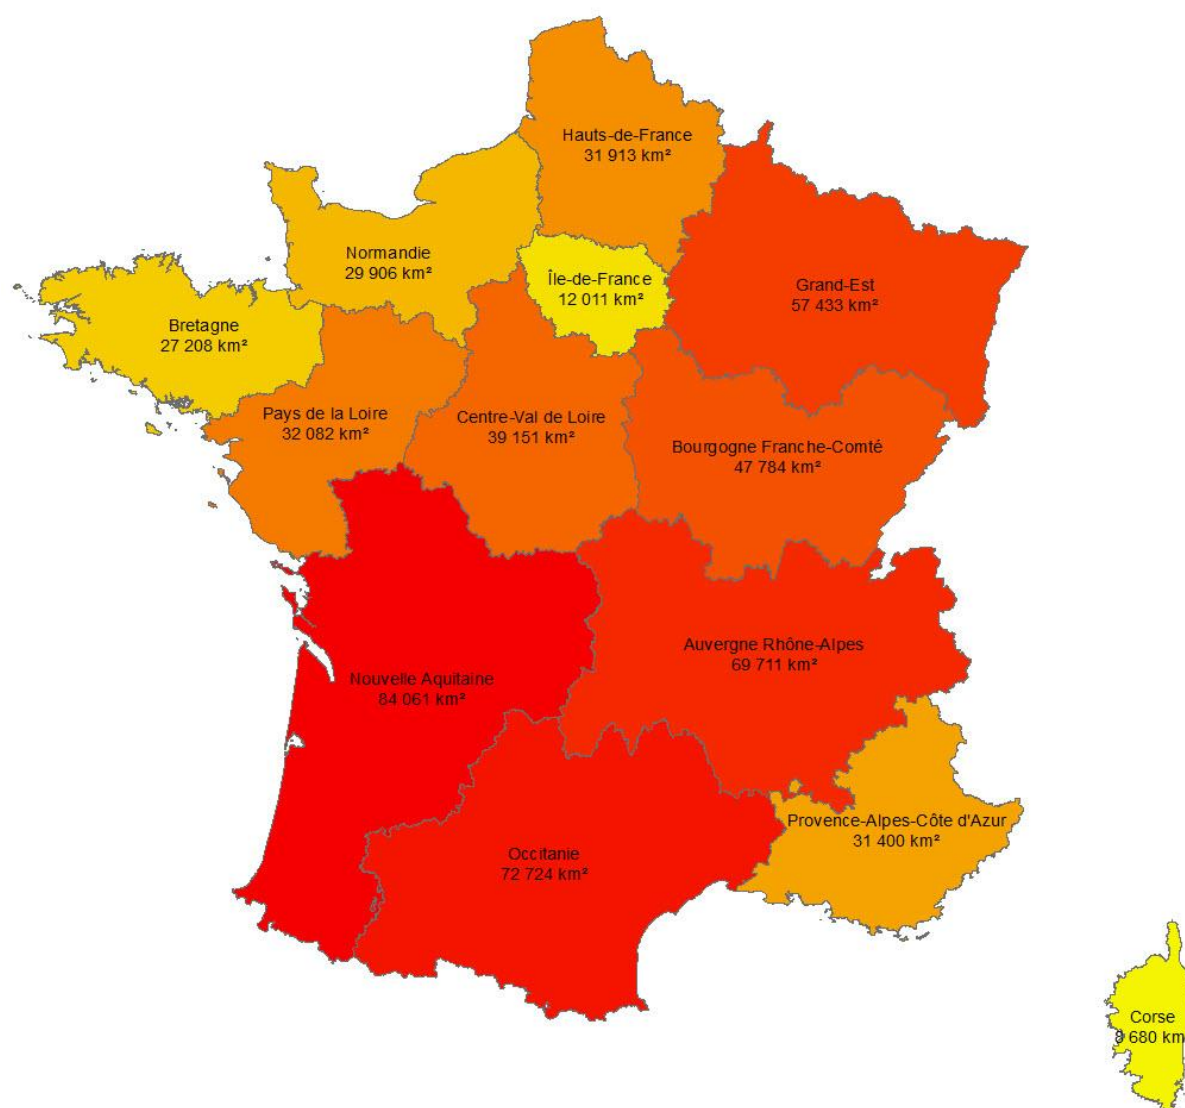 Hauts-de-France
31 913 km²
Normandie
29 906 km²
Île-de-France
12 011 km²
Grand-Est
57 433 km²
Bretagne
27 208 km²
Pays de la Loire
32 082 km²
Centre-Val de Loire
39 151 km²
Bourgogne Franche-Comté
47 784 km²
Auvergne Rhône-Alpes
69 711 km²
Nouvelle Aquitaine
84 061 km²
Provence-Alpes-Côte d'Azur
31 400 km²
Occitanie
72 724 km²
Corse
8 680 km